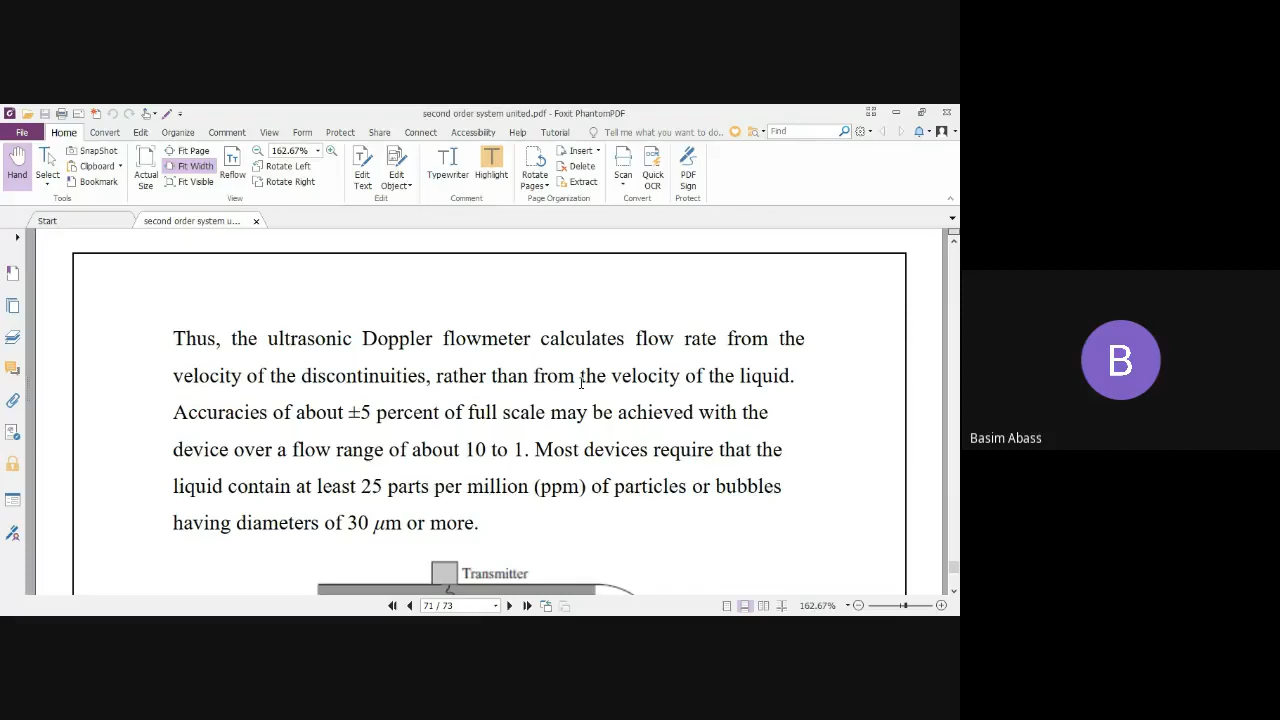 second order system united.pdf - Foxit PhantomPDF
File Home Convert Edit Organize Comment View Form Protect Share Connect Accessibility Help Tutorial Tell me what you want to do.. Find
Hand
Select
SnapShot
Clipboard
Bookmark
Tools
Actual
Size
Fit Page
Fit Width
Fit Visible
Reflow
162.67%
Rotate Left
Rotate Right
View
Edit
Text
Edit
Object
Edit
Typewriter
Highlight
Comment
Rotate
Pages
Insert
Delete
Extract
Page Organization
Scan
Quick
OCR
Convert
PDF
Sign
Protect
Start
second order system u...
Thus, the ultrasonic Doppler flowmeter calculates flow rate from the
velocity of the discontinuities, rather than from the velocity of the liquid.
Accuracies of about ±5 percent of full scale may be achieved with the
device over a flow range of about 10 to 1. Most devices require that the
liquid contain at least 25 parts per million (ppm) of particles or bubbles
having diameters of 30 μm or more.
Transmitter
71 / 73
162.67%
B
Basim Abass